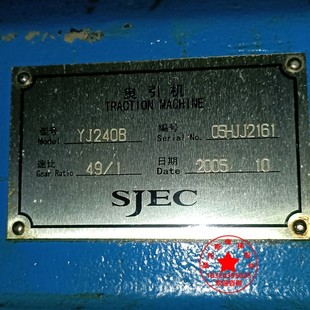 曳引机
TRACTION MACHINE
型号 YJ240B 编号 Serial No. 05HJJ2161
速比 Gear Ratio 49/1 日期 Date 2005 10
SJEC